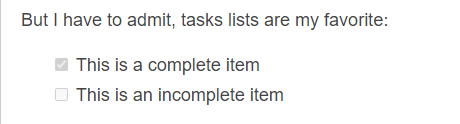 But I have to admit, tasks lists are my favorite:
This is a complete item
This is an incomplete item